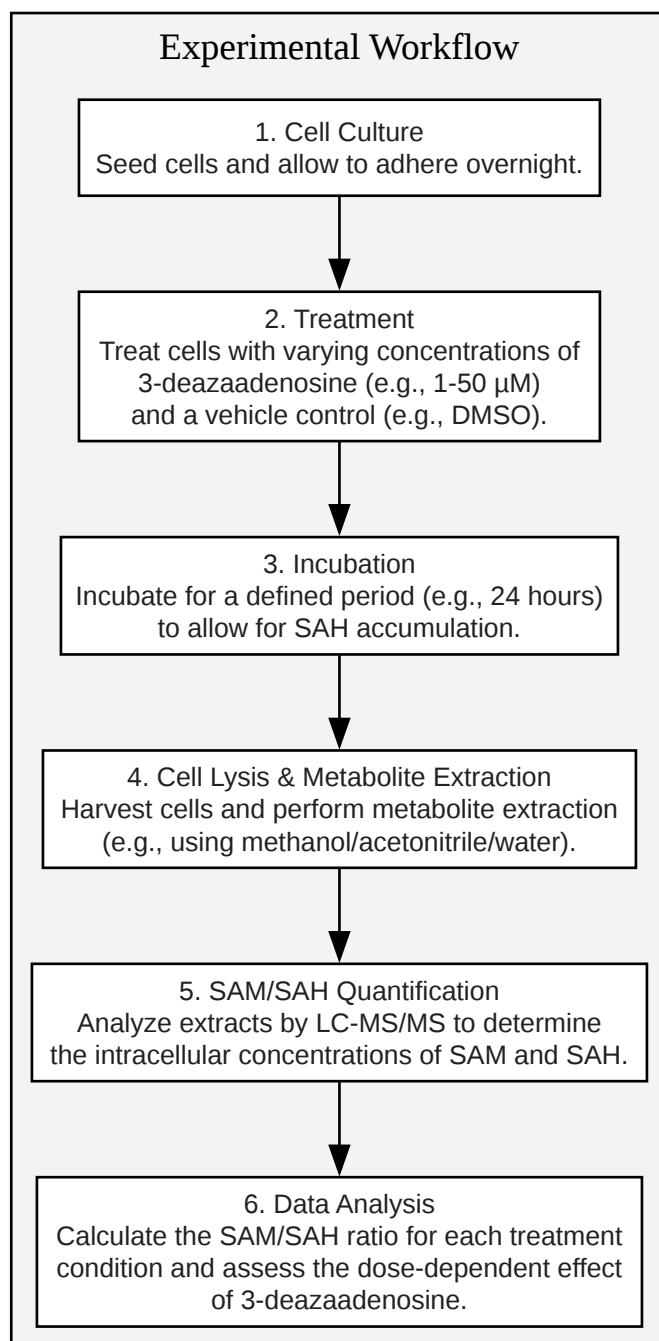 Experimental Workflow
1. Cell Culture
Seed cells and allow to adhere overnight.
2. Treatment
Treat cells with varying concentrations of
3-deazaadenosine (e.g., 1-50 µM)
and a vehicle control (e.g., DMSO).
3. Incubation
Incubate for a defined period (e.g., 24 hours)
to allow for SAH accumulation.
4. Cell Lysis & Metabolite Extraction
Harvest cells and perform metabolite extraction
(e.g., using methanol/acetonitrile/water).
5. SAM/SAH Quantification
Analyze extracts by LC-MS/MS to determine
the intracellular concentrations of SAM and SAH.
6. Data Analysis
Calculate the SAM/SAH ratio for each treatment
condition and assess the dose-dependent effect
of 3-deazaadenosine.